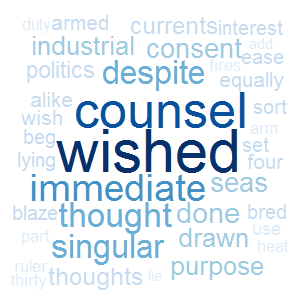 duty armed currents interest
industrial consent add
politics despite fires ease
equally
alike counsel sort
wish arm
beg wished set
lying four
immediate seas
blaze thought done bred
part singular drawn use
heat
ruler thoughts lie purpose
thirty